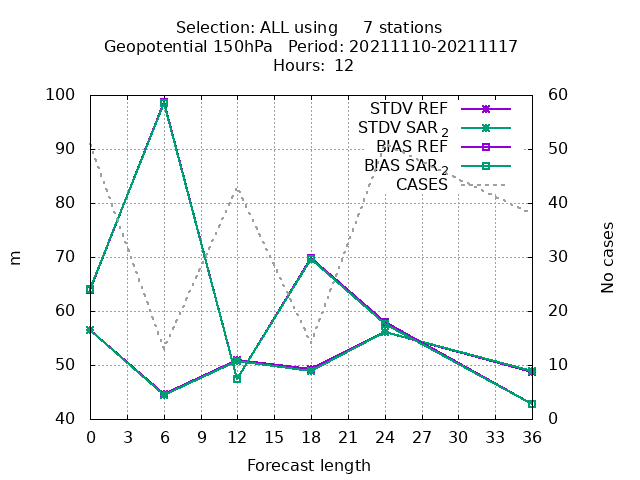 Selection: ALL using     7 stations
Geopotential 150hPa   Period: 20211110-20211117
Hours: 12
100
90
80
70
60
50
40
m
60
50
40
30
20
10
0
No cases
STDV REF
STDV SAR 2
BIAS REF
BIAS SAR 2
CASES
0 3 6 9 12 15 18 21 24 27 30 33 36
Forecast length